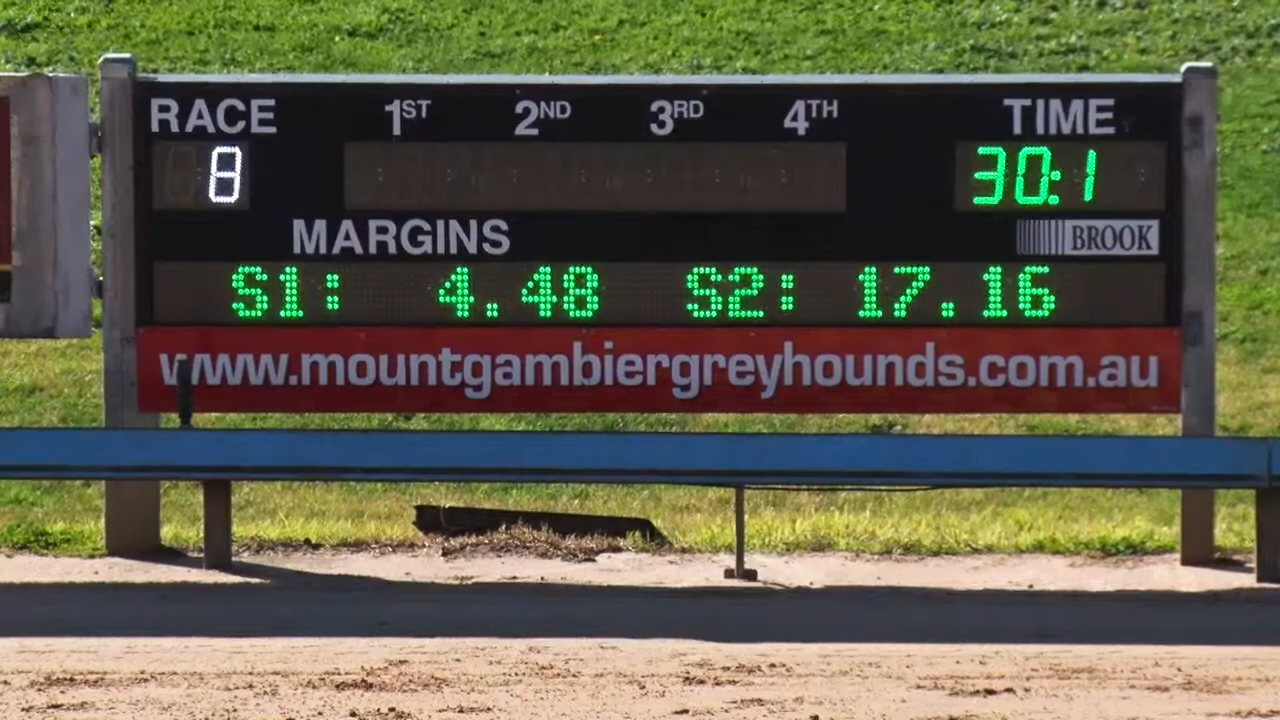 RACE 1ST 2ND 3RD 4TH TIME
8 30:1
MARGINS BROOK
S1: 4.48 S2: 17.16
www.mountgambiergreyhounds.com.au